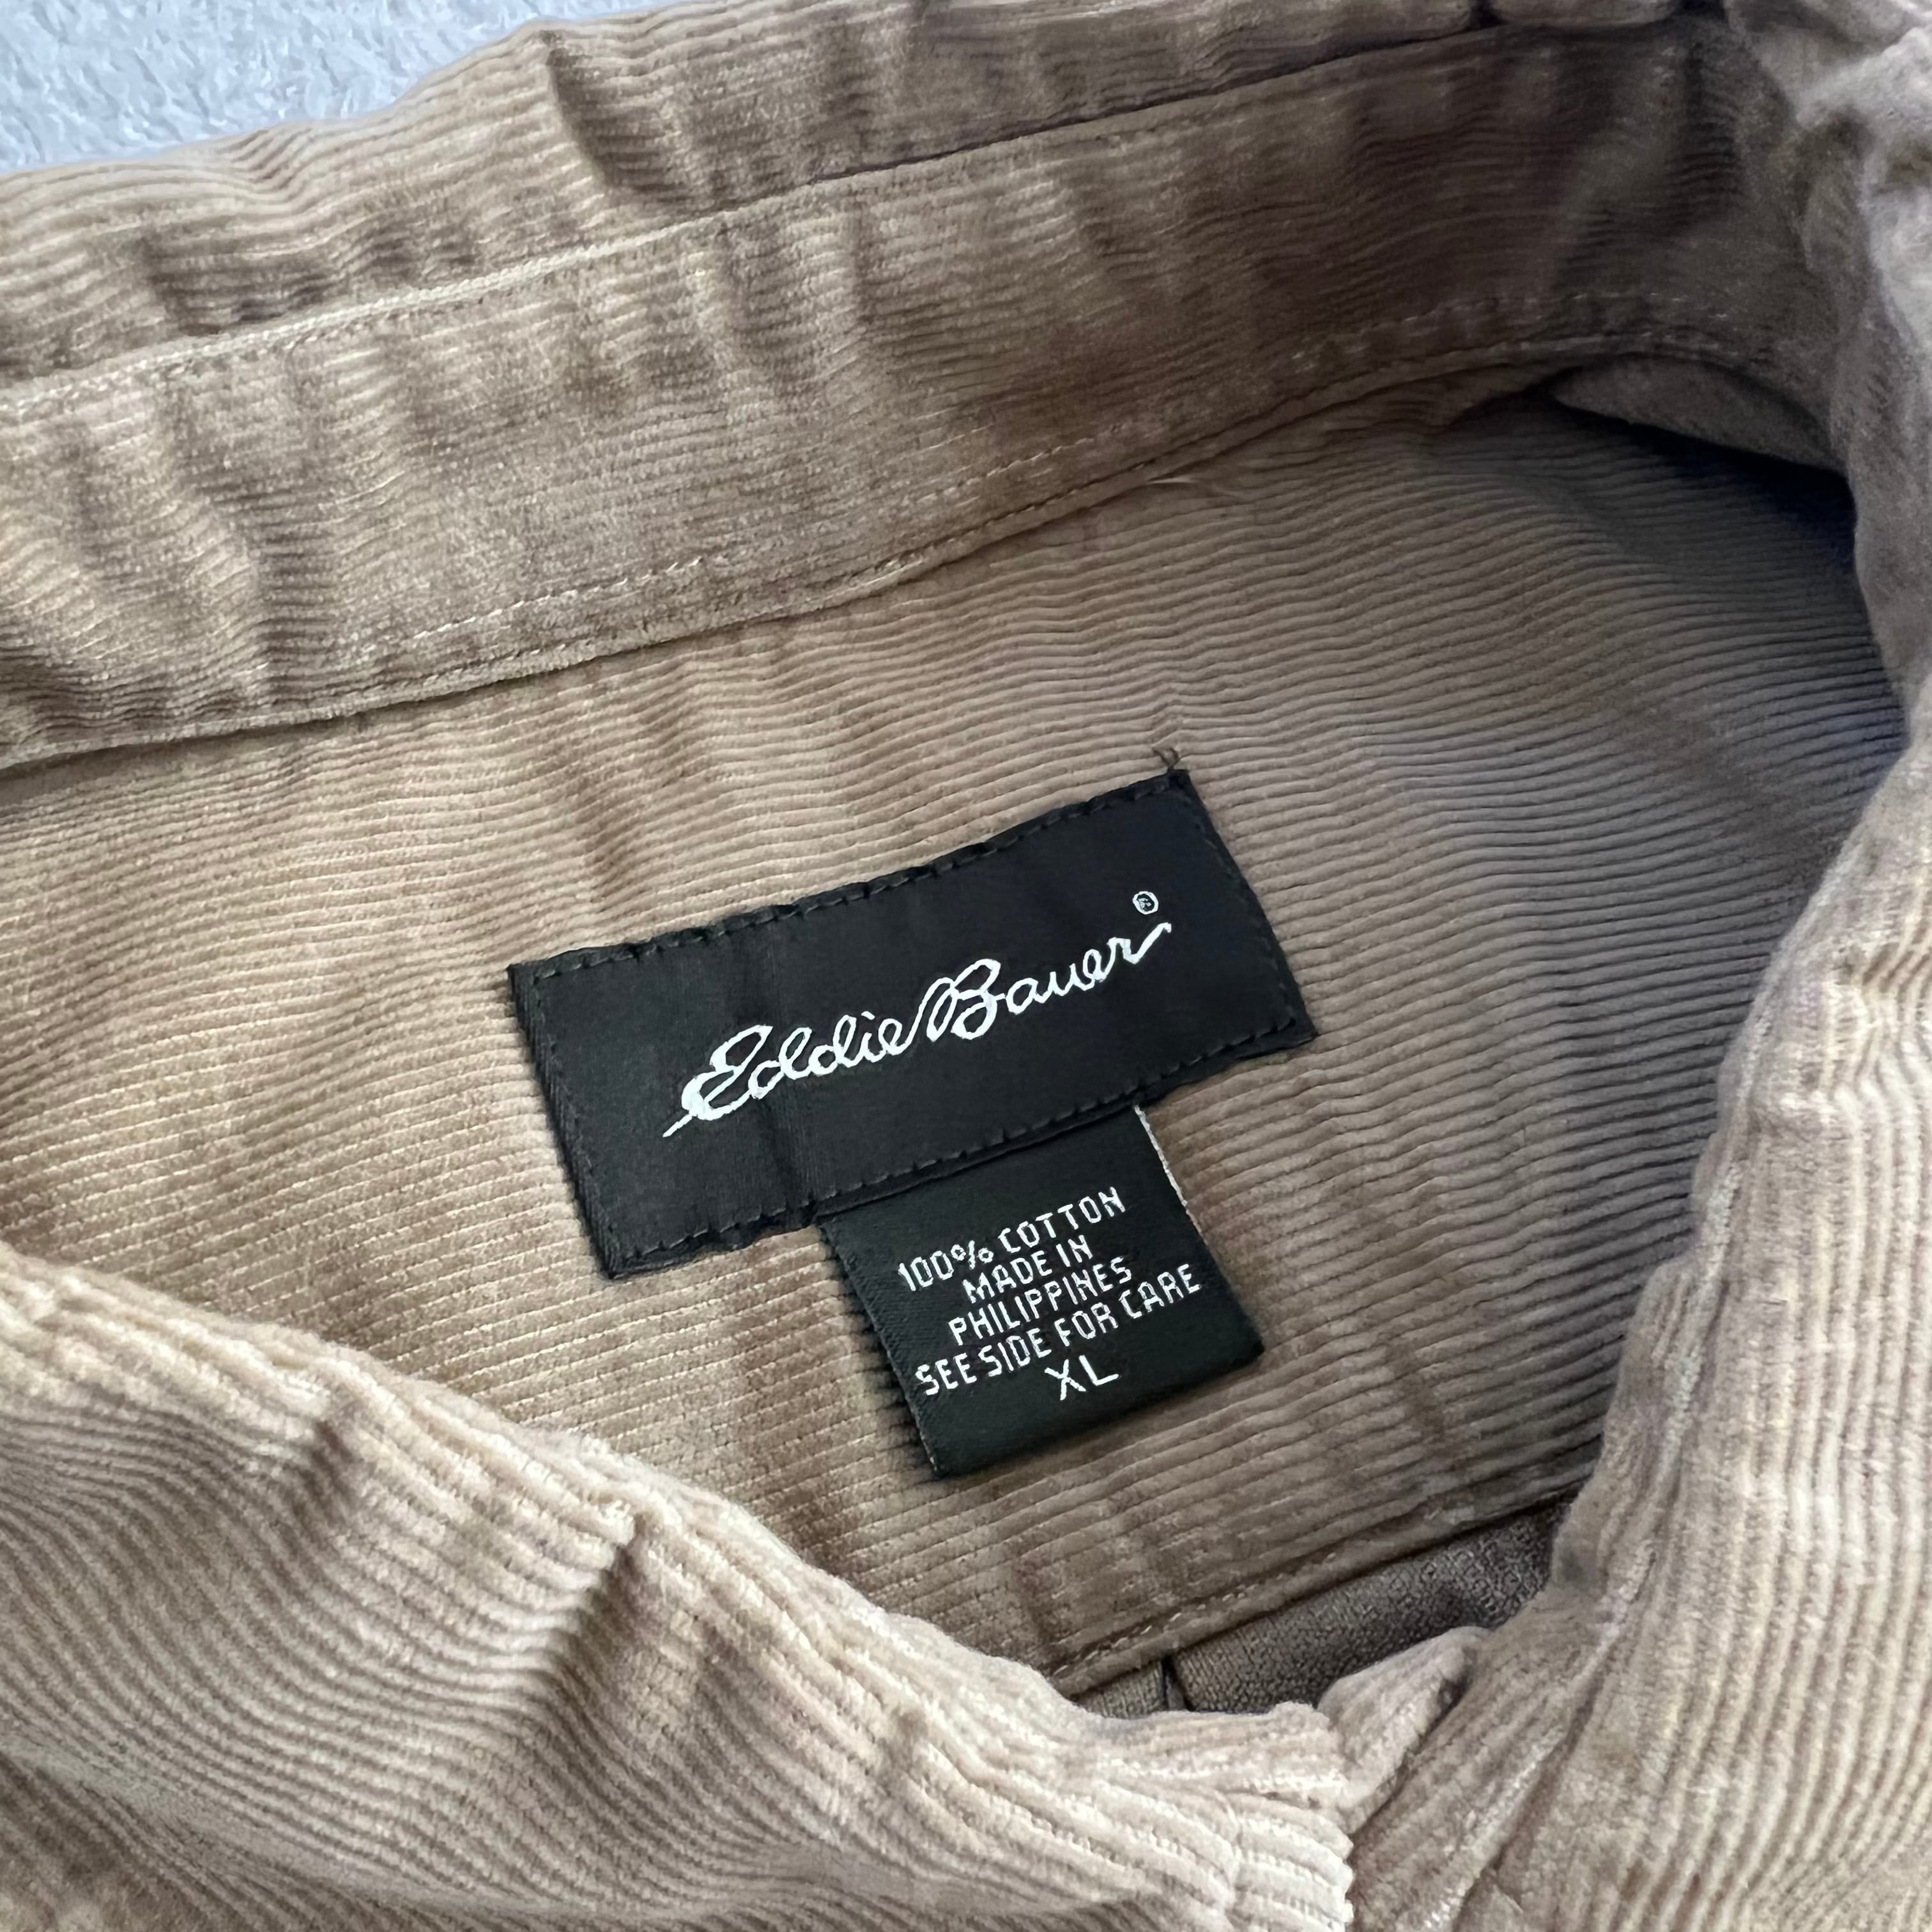 Eddie Bauer®
100% COTTON
MADE IN
PHILIPPINES
SEE SIDE FOR CARE
XL